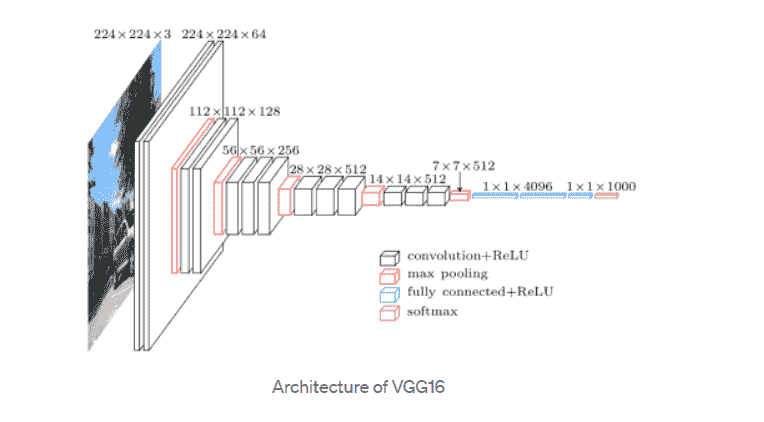 224×224×3
224×224×64
112×112×128
56×56×256
28×28×512
14×14×512
7×7×512
1×1×4096
1×1×1000
convolution+ReLU
max pooling
fully connected+ReLU
softmax
Architecture of VGG16